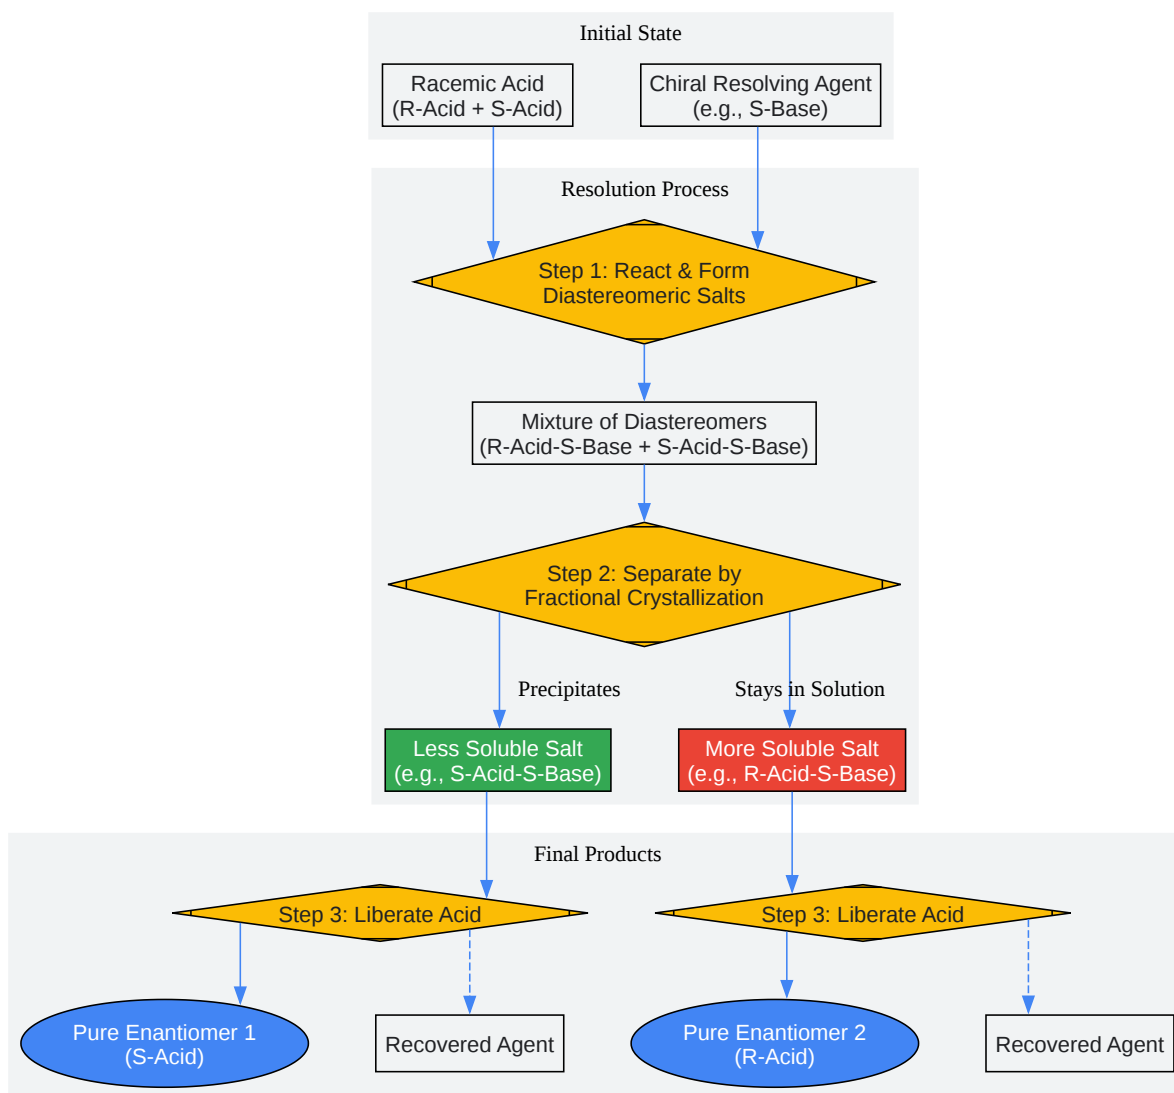 Initial State
Racemic Acid
(R-Acid + S-Acid)
Chiral Resolving Agent
(e.g., S-Base)
Resolution Process
Step 1: React & Form
Diastereomeric Salts
Mixture of Diastereomers
(R-Acid-S-Base + S-Acid-S-Base)
Step 2: Separate by
Fractional Crystallization
Precipitates
Stays in Solution
Less Soluble Salt
(e.g., S-Acid-S-Base)
More Soluble Salt
(e.g., R-Acid-S-Base)
Final Products
Step 3: Liberate Acid
Step 3: Liberate Acid
Pure Enantiomer 1
(S-Acid)
Recovered Agent
Pure Enantiomer 2
(R-Acid)
Recovered Agent